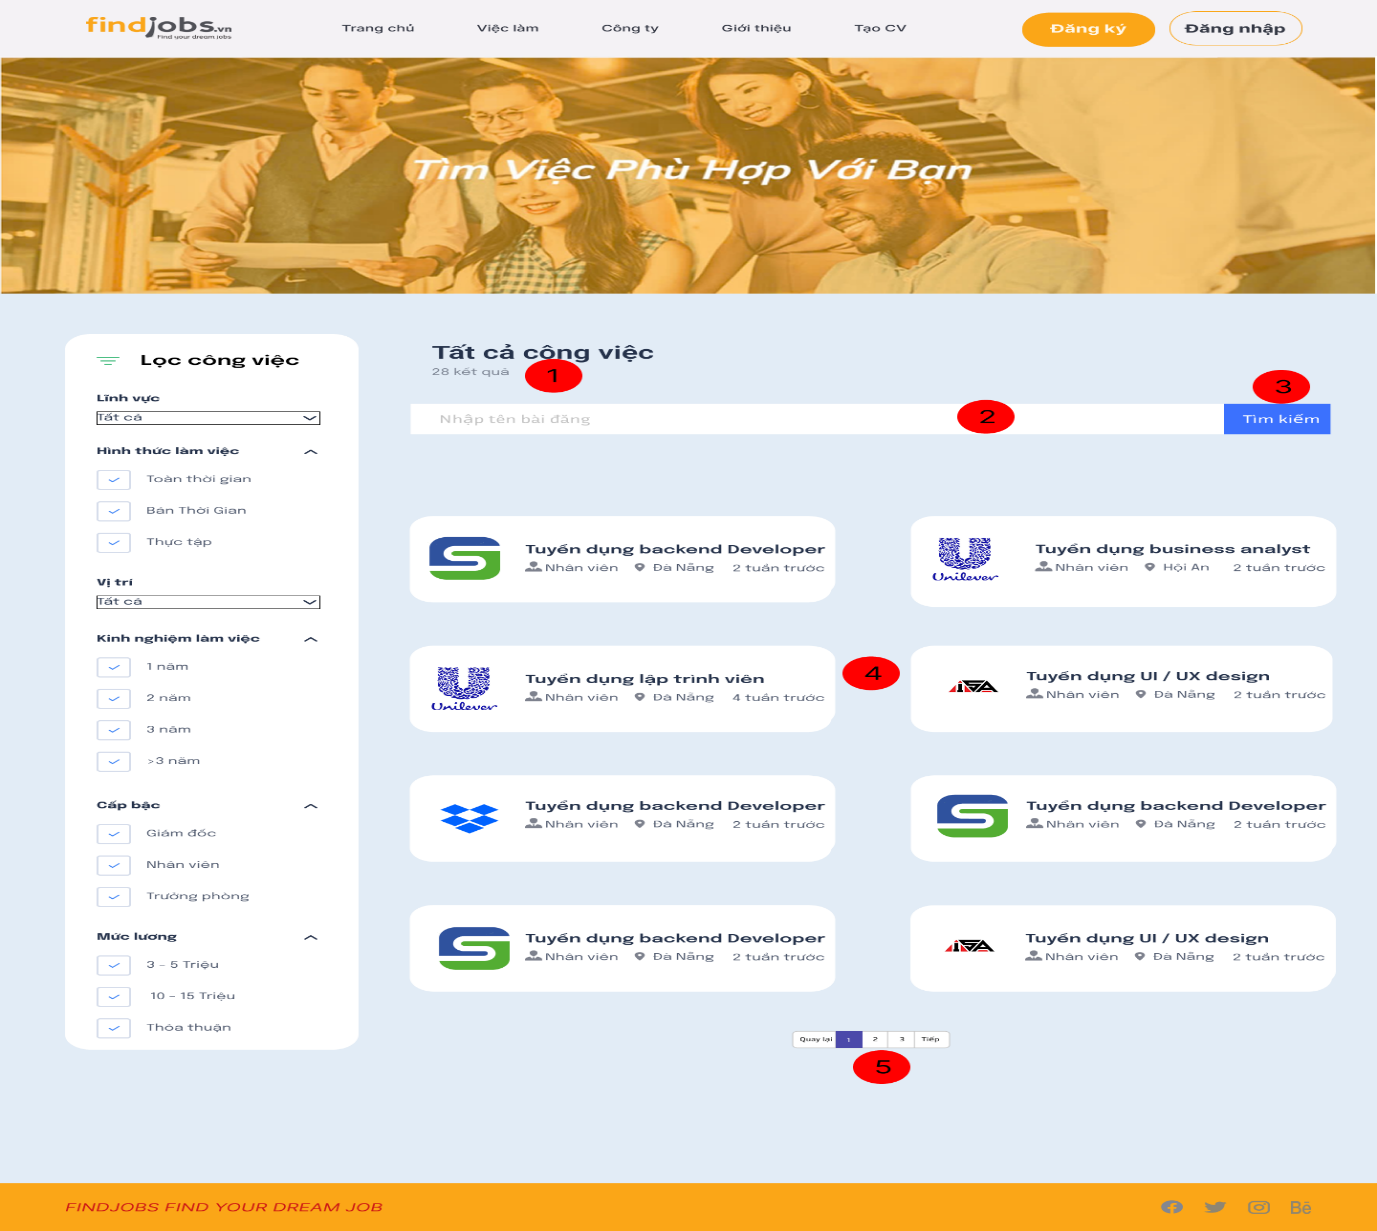 findjobs.vn
Find your dream jobs
Trang chủ
Việc làm
Công ty
Giới thiệu
Tạo CV
Đăng ký
Đăng nhập
Tìm Việc Phù Hợp Với Bạn
Lọc công việc
Lĩnh vực
Tất cả
Hình thức làm việc
Toàn thời gian
Bán Thời Gian
Thực tập
Vị trí
Tất cả
Kinh nghiệm làm việc
1 năm
2 năm
3 năm
>3 năm
Cấp bậc
Giám đốc
Nhân viên
Trưởng phòng
Mức lương
3 - 5 Triệu
10 - 15 Triệu
Thỏa thuận
Tất cả công việc
28 kết quả
1
Nhập tên bài đăng
2
3
Tìm kiếm
Tuyển dụng backend Developer
Nhân viên Đà Nẵng 2 tuần trước
Unilever
Tuyển dụng business analyst
Nhân viên Hội An 2 tuần trước
Unilever
Tuyển dụng lập trình viên
Nhân viên Đà Nẵng 4 tuần trước
4
Tuyển dụng UI / UX design
Nhân viên Đà Nẵng 2 tuần trước
Tuyển dụng backend Developer
Nhân viên Đà Nẵng 2 tuần trước
Tuyển dụng backend Developer
Nhân viên Đà Nẵng 2 tuần trước
Tuyển dụng backend Developer
Nhân viên Đà Nẵng 2 tuần trước
Tuyển dụng UI / UX design
Nhân viên Đà Nẵng 2 tuần trước
Quay lại 1 2 3 Tiếp
5
FINDJOBS FIND YOUR DREAM JOB
Bē